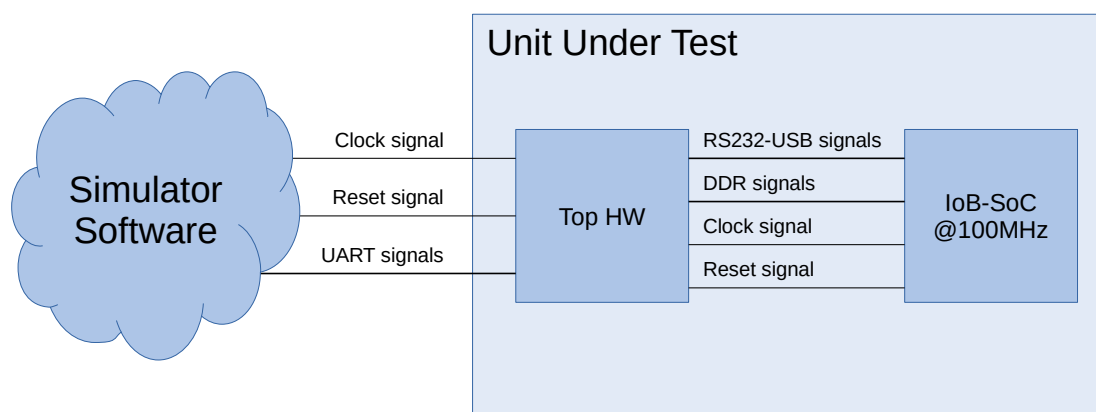 Unit Under Test
Simulator
Software
Clock signal
Reset signal
UART signals
Top HW
RS232-USB signals
DDR signals
Clock signal
Reset signal
IoB-SoC
@100MHz